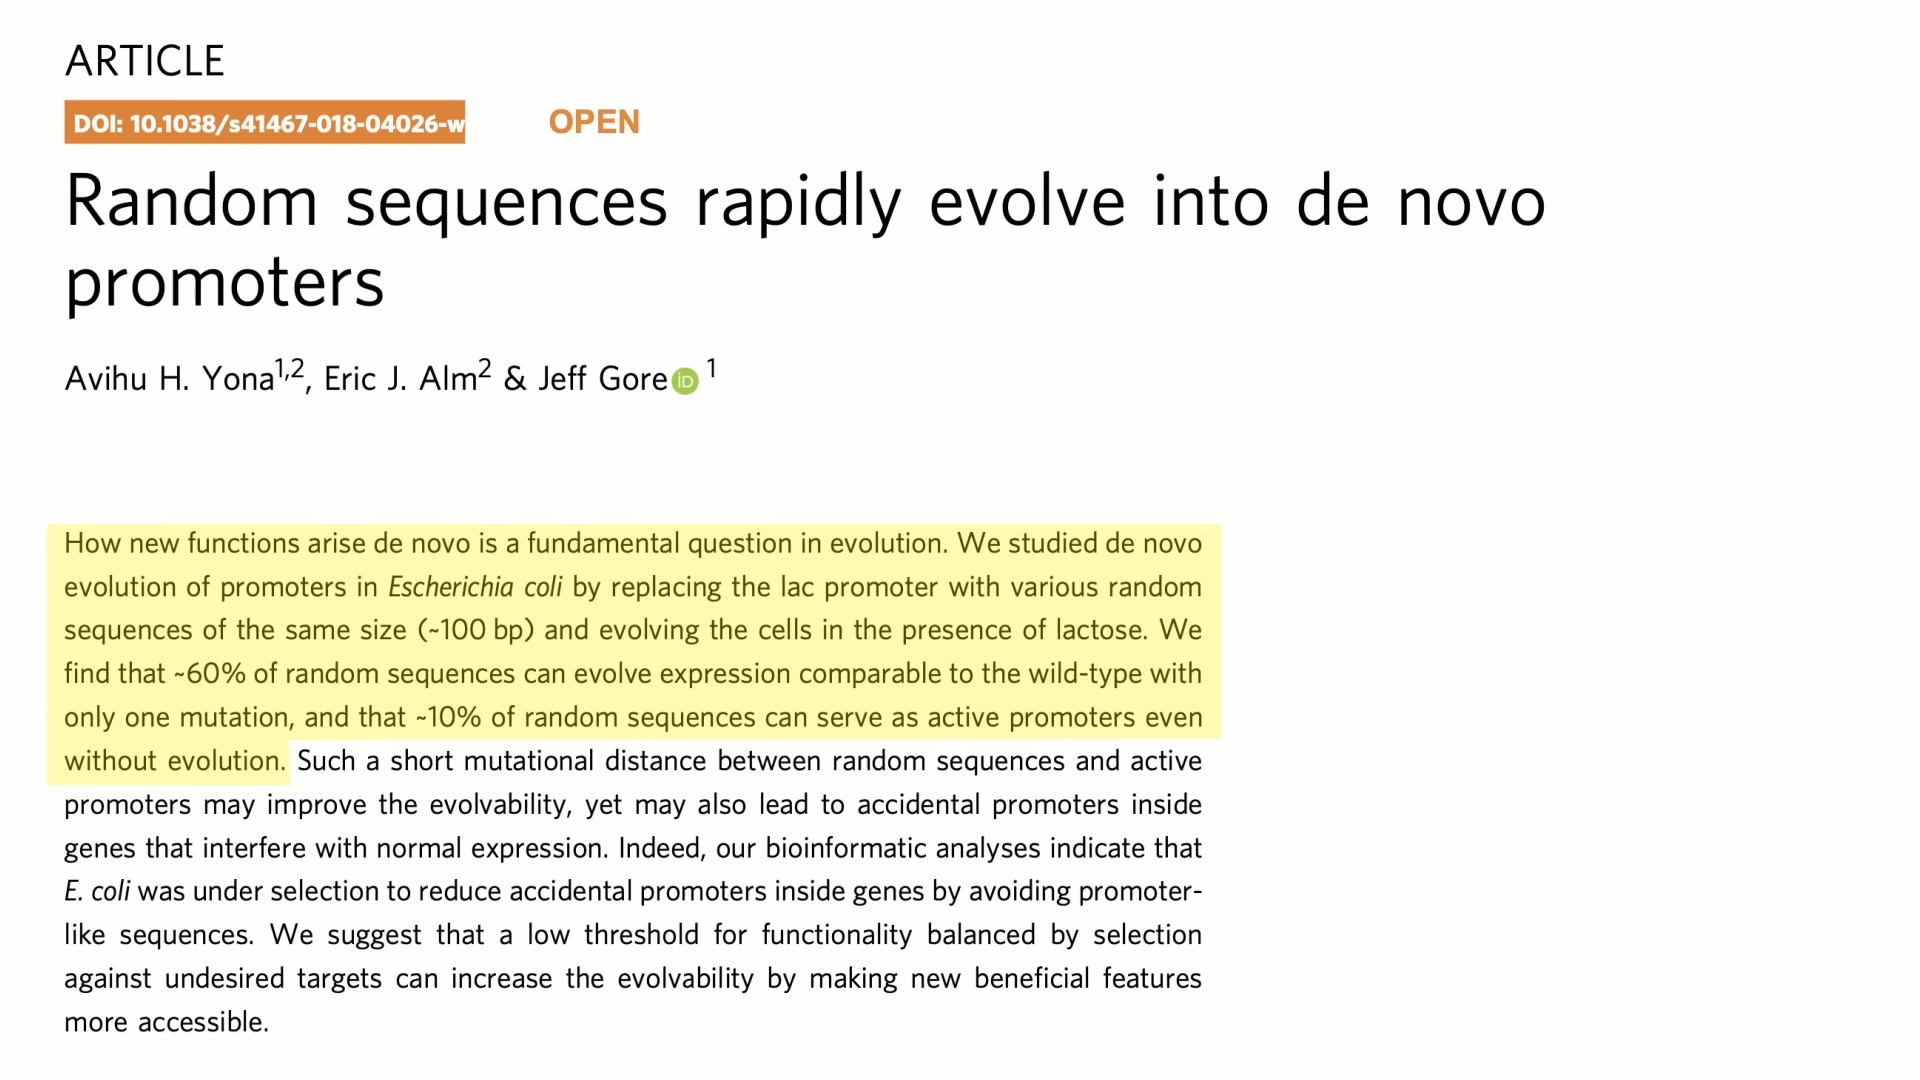 ARTICLE
DOI: 10.1038/s41467-018-04026-w OPEN
Random sequences rapidly evolve into de novo
promoters
Avihu H. Yona1,2, Eric J. Alm2 & Jeff Gore iD 1
How new functions arise de novo is a fundamental question in evolution. We studied de novo
evolution of promoters in Escherichia coli by replacing the lac promoter with various random
sequences of the same size (~100 bp) and evolving the cells in the presence of lactose. We
find that ~60% of random sequences can evolve expression comparable to the wild-type with
only one mutation, and that ~10% of random sequences can serve as active promoters even
without evolution. Such a short mutational distance between random sequences and active
promoters may improve the evolvability, yet may also lead to accidental promoters inside
genes that interfere with normal expression. Indeed, our bioinformatic analyses indicate that
E. coli was under selection to reduce accidental promoters inside genes by avoiding promoter-
like sequences. We suggest that a low threshold for functionality balanced by selection
against undesired targets can increase the evolvability by making new beneficial features
more accessible.